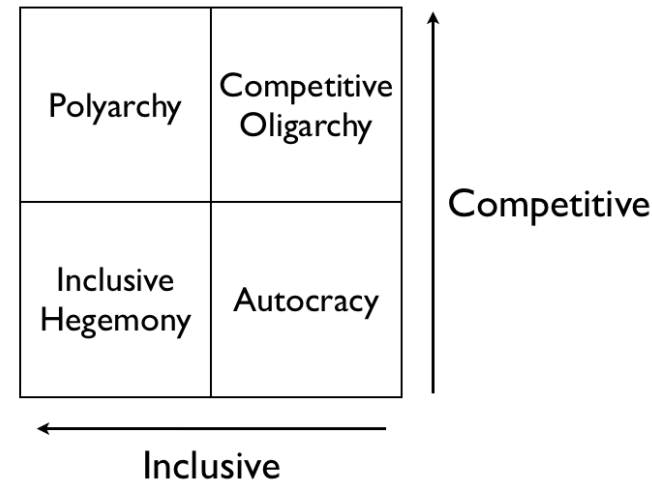 Polyarchy
Competitive
Oligarchy
Competitive
Inclusive
Hegemony
Autocracy
Inclusive